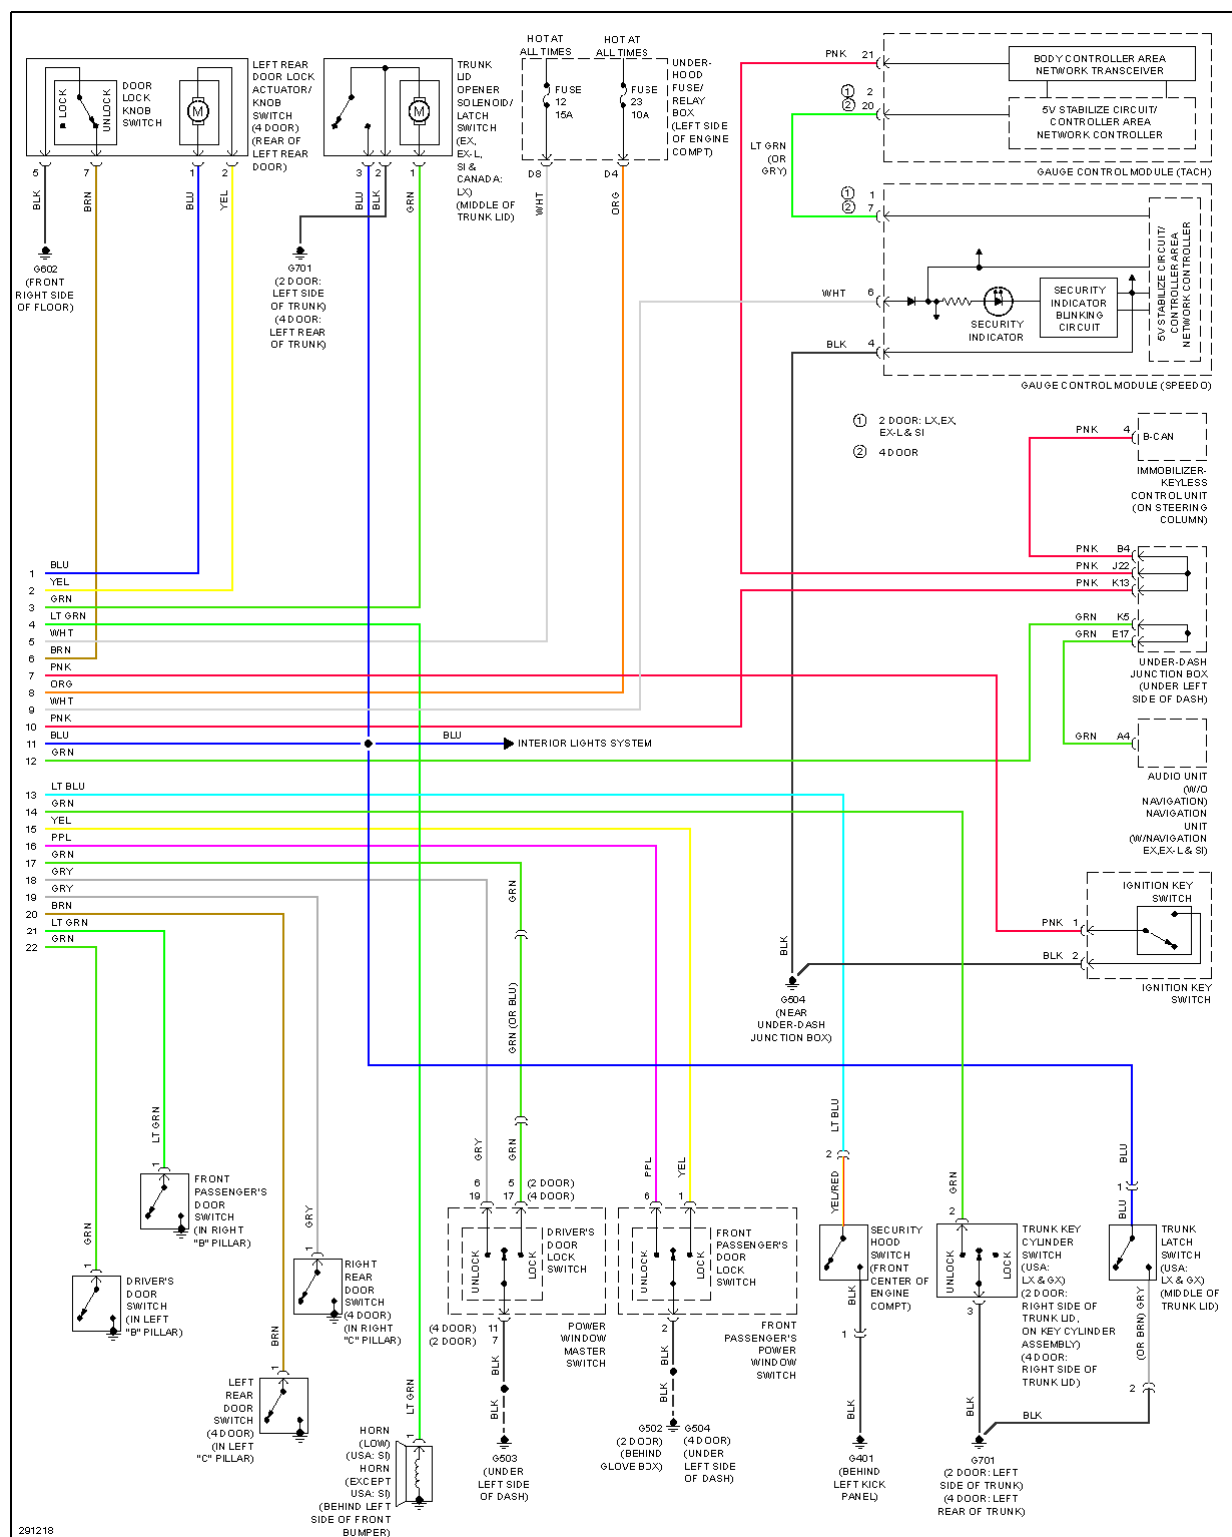 HOT AT
ALL TIMES
HOT AT
ALL TIMES
LOCK
UNLOCK
DOOR
LOCK
KNOB
SWITCH
M
LEFT REAR
DOOR LOCK
ACTUATOR/
KNOB
SWITCH
(4 DOOR)
(REAR OF
LEFT REAR
DOOR)
M
TRUNK
LID
OPENER
SOLENOID/
LATCH
SWITCH
(EX,
EX-L,
SI &
CANADA:
LX)
(MIDDLE OF
TRUNK LID)
FUSE
12
15A
FUSE
23
10A
UNDER-
HOOD
FUSE/
RELAY
BOX
(LEFT SIDE
OF ENGINE
COMPT)
PNK 21
1 2
2 20
BODY CONTROLLER AREA
NETWORK TRANSCEIVER
5V STABILIZE CIRCUIT/
CONTROLLER AREA
NETWORK CONTROLLER
GAUGE CONTROL MODULE (TACH)
LT GRN
(OR
GRY)
5 7 1 2
BLK BRN BLU YEL
3 2 1
BLU BLK GRN
D8 D4
WHT ORG
G602
(FRONT
RIGHT SIDE
OF FLOOR)
G701
(2 DOOR:
LEFT SIDE
OF TRUNK)
(4 DOOR:
LEFT REAR
OF TRUNK)
1 1
2 7
WHT 6
BLK 4
SECURITY
INDICATOR
SECURITY
INDICATOR
BLINKING
CIRCUIT
5V STABILIZE CIRCUIT/
CONTROLLER AREA
NETWORK CONTROLLER
GAUGE CONTROL MODULE (SPEEDO)
1 2 DOOR: LX,EX,
EX-L & SI
2 4 DOOR
PNK 4
B-CAN
IMMOBILIZER-
KEYLESS
CONTROL UNIT
(ON STEERING
COLUMN)
PNK B4
PNK J22
PNK K13
GRN K5
GRN E17
UNDER-DASH
JUNCTION BOX
(UNDER LEFT
SIDE OF DASH)
GRN A4
AUDIO UNIT
(W/O
NAVIGATION)
NAVIGATION
UNIT
(W/NAVIGATION
EX,EX-L & SI)
1 BLU
2 YEL
3 GRN
4 LT GRN
5 WHT
6 BRN
7 PNK
8 ORG
9 WHT
10 PNK
11 BLU
BLU INTERIOR LIGHTS SYSTEM
12 GRN
13 LT BLU
14 GRN
15 YEL
16 PPL
17 GRN
18 GRY
19 GRY
20 BRN
21 LT GRN
22 GRN
IGNITION KEY
SWITCH
PNK 1
BLK 2
IGNITION KEY
SWITCH
BLK
G504
(NEAR
UNDER-DASH
JUNCTION BOX)
GRN
GRN (OR BLU)
GRN
GRY
6 5 (2 DOOR)
19 17 (4 DOOR)
UNLOCK
LOCK
DRIVER'S
DOOR
LOCK
SWITCH
(4 DOOR) 11
(2 DOOR) 7
POWER
WINDOW
MASTER
SWITCH
BLK
BLK
G503
(UNDER
LEFT SIDE
OF DASH)
PPL YEL
6 1
UNLOCK
LOCK
FRONT
PASSENGER'S
DOOR
LOCK
SWITCH
2
FRONT
PASSENGER'S
POWER
WINDOW
SWITCH
BLK
BLK
G502
(2 DOOR)
(BEHIND
GLOVE BOX)
G504
(4 DOOR)
(UNDER
LEFT SIDE
OF DASH)
LT BLU
2
YEL/RED
SECURITY
HOOD
SWITCH
(FRONT
CENTER OF
ENGINE
COMPT)
BLK
1
BLK
G401
(BEHIND
LEFT KICK
PANEL)
GRN
2
UNLOCK
LOCK
TRUNK KEY
CYLINDER
SWITCH
(USA:
LX & GX)
(2 DOOR:
RIGHT SIDE OF
TRUNK LID,
ON KEY CYLINDER
ASSEMBLY)
(4 DOOR:
RIGHT SIDE OF
TRUNK LID)
3
BLK
G701
(2 DOOR: LEFT
SIDE OF TRUNK)
(4 DOOR: LEFT
REAR OF TRUNK)
BLU
1
BLU
TRUNK
LATCH
SWITCH
(USA:
LX & GX)
(MIDDLE OF
TRUNK LID)
(OR BRN) GRY
2
BLK
LT GRN
1
FRONT
PASSENGER'S
DOOR
SWITCH
(IN RIGHT
"B" PILLAR)
GRN
1
DRIVER'S
DOOR
SWITCH
(IN LEFT
"B" PILLAR)
GRY
1
RIGHT
REAR
DOOR
SWITCH
(4 DOOR)
(IN RIGHT
"C" PILLAR)
BRN
1
LEFT
REAR
DOOR
SWITCH
(4 DOOR)
(IN LEFT
"C" PILLAR)
LT GRN
1
HORN
(LOW)
(USA: SI)
HORN
(EXCEPT
USA: SI)
(BEHIND LEFT
SIDE OF FRONT
BUMPER)
291218